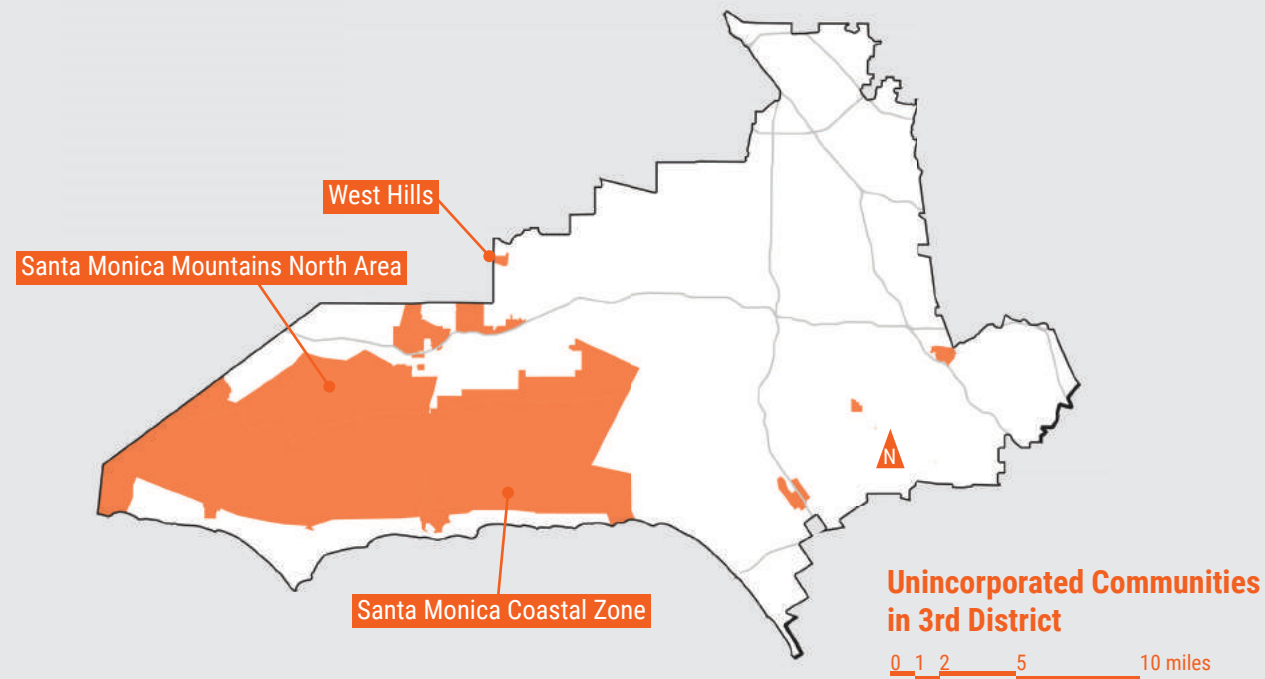 West Hills
Santa Monica Mountains North Area
N
Santa Monica Coastal Zone
Unincorporated Communities
in 3rd District
0 1 2 5 10 miles